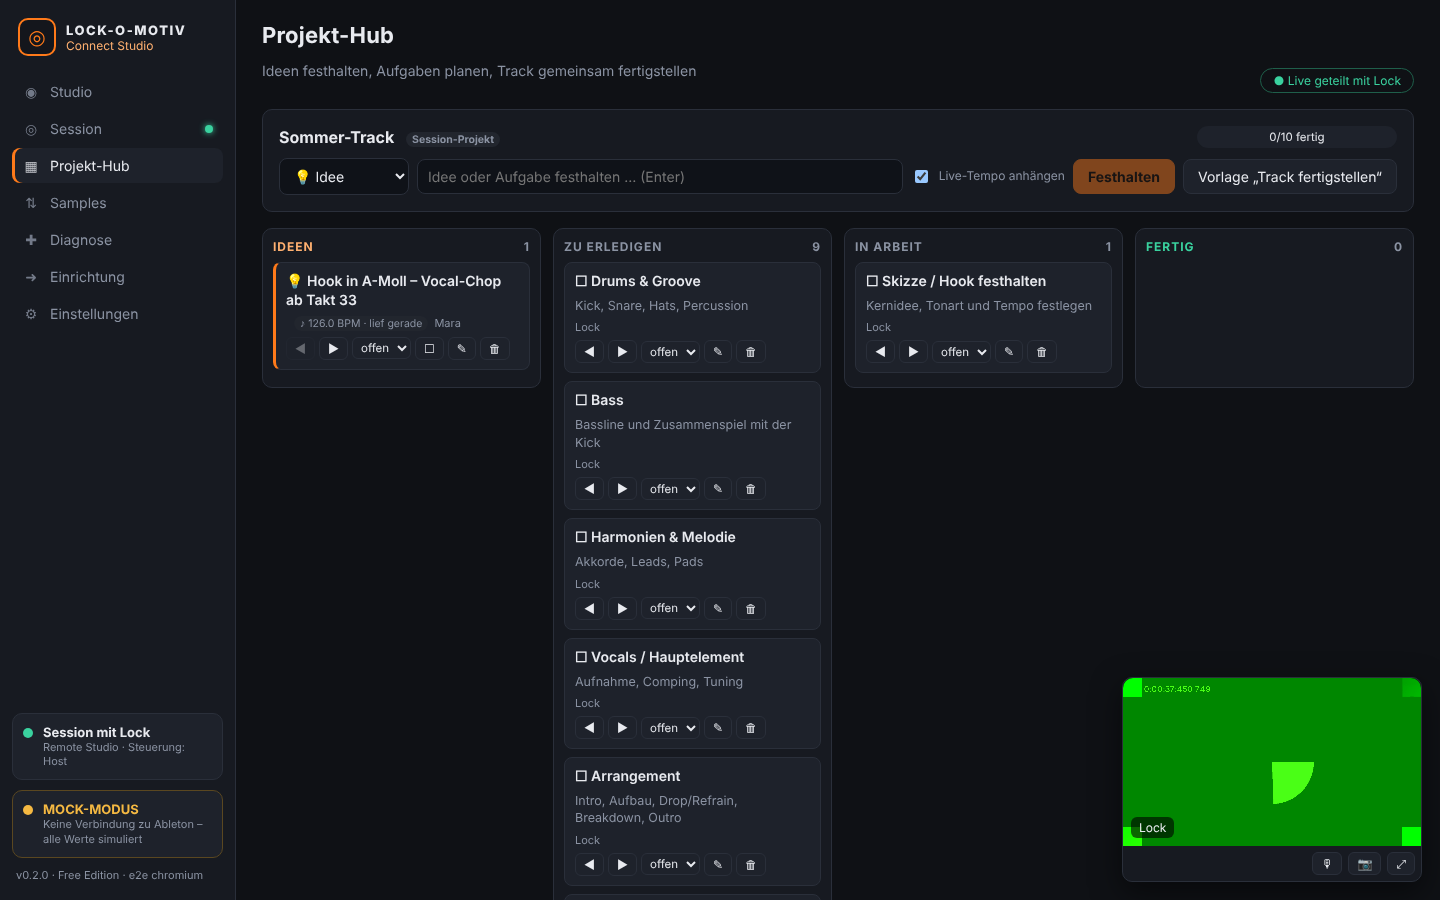 LOCK-O-MOTIV
Connect Studio
Studio
Session
Projekt-Hub
Samples
Diagnose
Einrichtung
Einstellungen
Session mit Lock
Remote Studio · Steuerung:
Host
MOCK-MODUS
Keine Verbindung zu Ableton –
alle Werte simuliert
v0.2.0 · Free Edition · e2e chromium
Projekt-Hub
Ideen festhalten, Aufgaben planen, Track gemeinsam fertigstellen
Live geteilt mit Lock
Sommer-Track Session-Projekt
0/10 fertig
💡 Idee
Idee oder Aufgabe festhalten … (Enter)
Live-Tempo anhängen
Festhalten
Vorlage „Track fertigstellen“
IDEEN 1
💡 Hook in A-Moll – Vocal-Chop
ab Takt 33
♪ 126.0 BPM · lief gerade Mara
offen
ZU ERLEDIGEN 9
☐ Drums & Groove
Kick, Snare, Hats, Percussion
Lock
offen
☐ Bass
Bassline und Zusammenspiel mit der
Kick
Lock
offen
☐ Harmonien & Melodie
Akkorde, Leads, Pads
Lock
offen
☐ Vocals / Hauptelement
Aufnahme, Comping, Tuning
Lock
offen
☐ Arrangement
Intro, Aufbau, Drop/Refrain,
Breakdown, Outro
Lock
offen
IN ARBEIT 1
☐ Skizze / Hook festhalten
Kernidee, Tonart und Tempo festlegen
Lock
offen
FERTIG 0
0:00:37:450 749
Lock